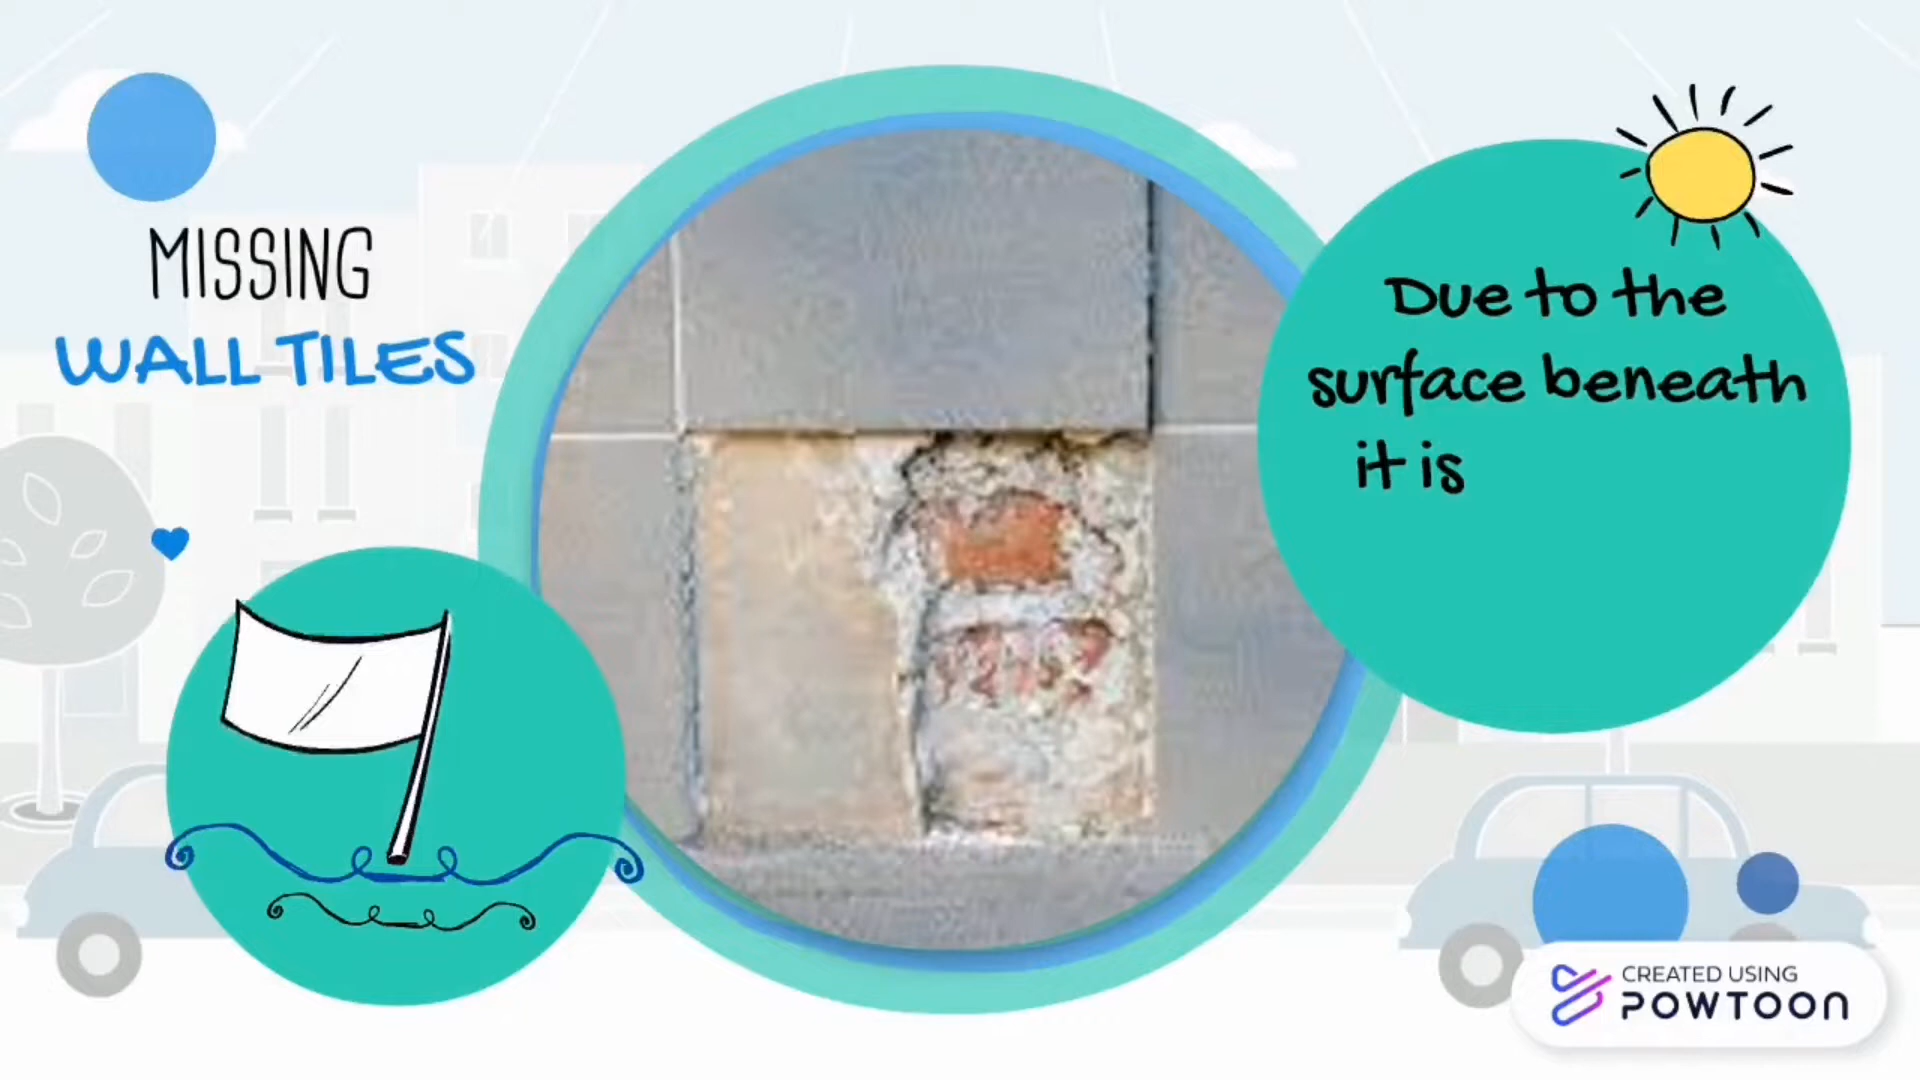 MISSING
WALL TILES
Due to the
surface beneath
it is
CREATED USING
POWTOON